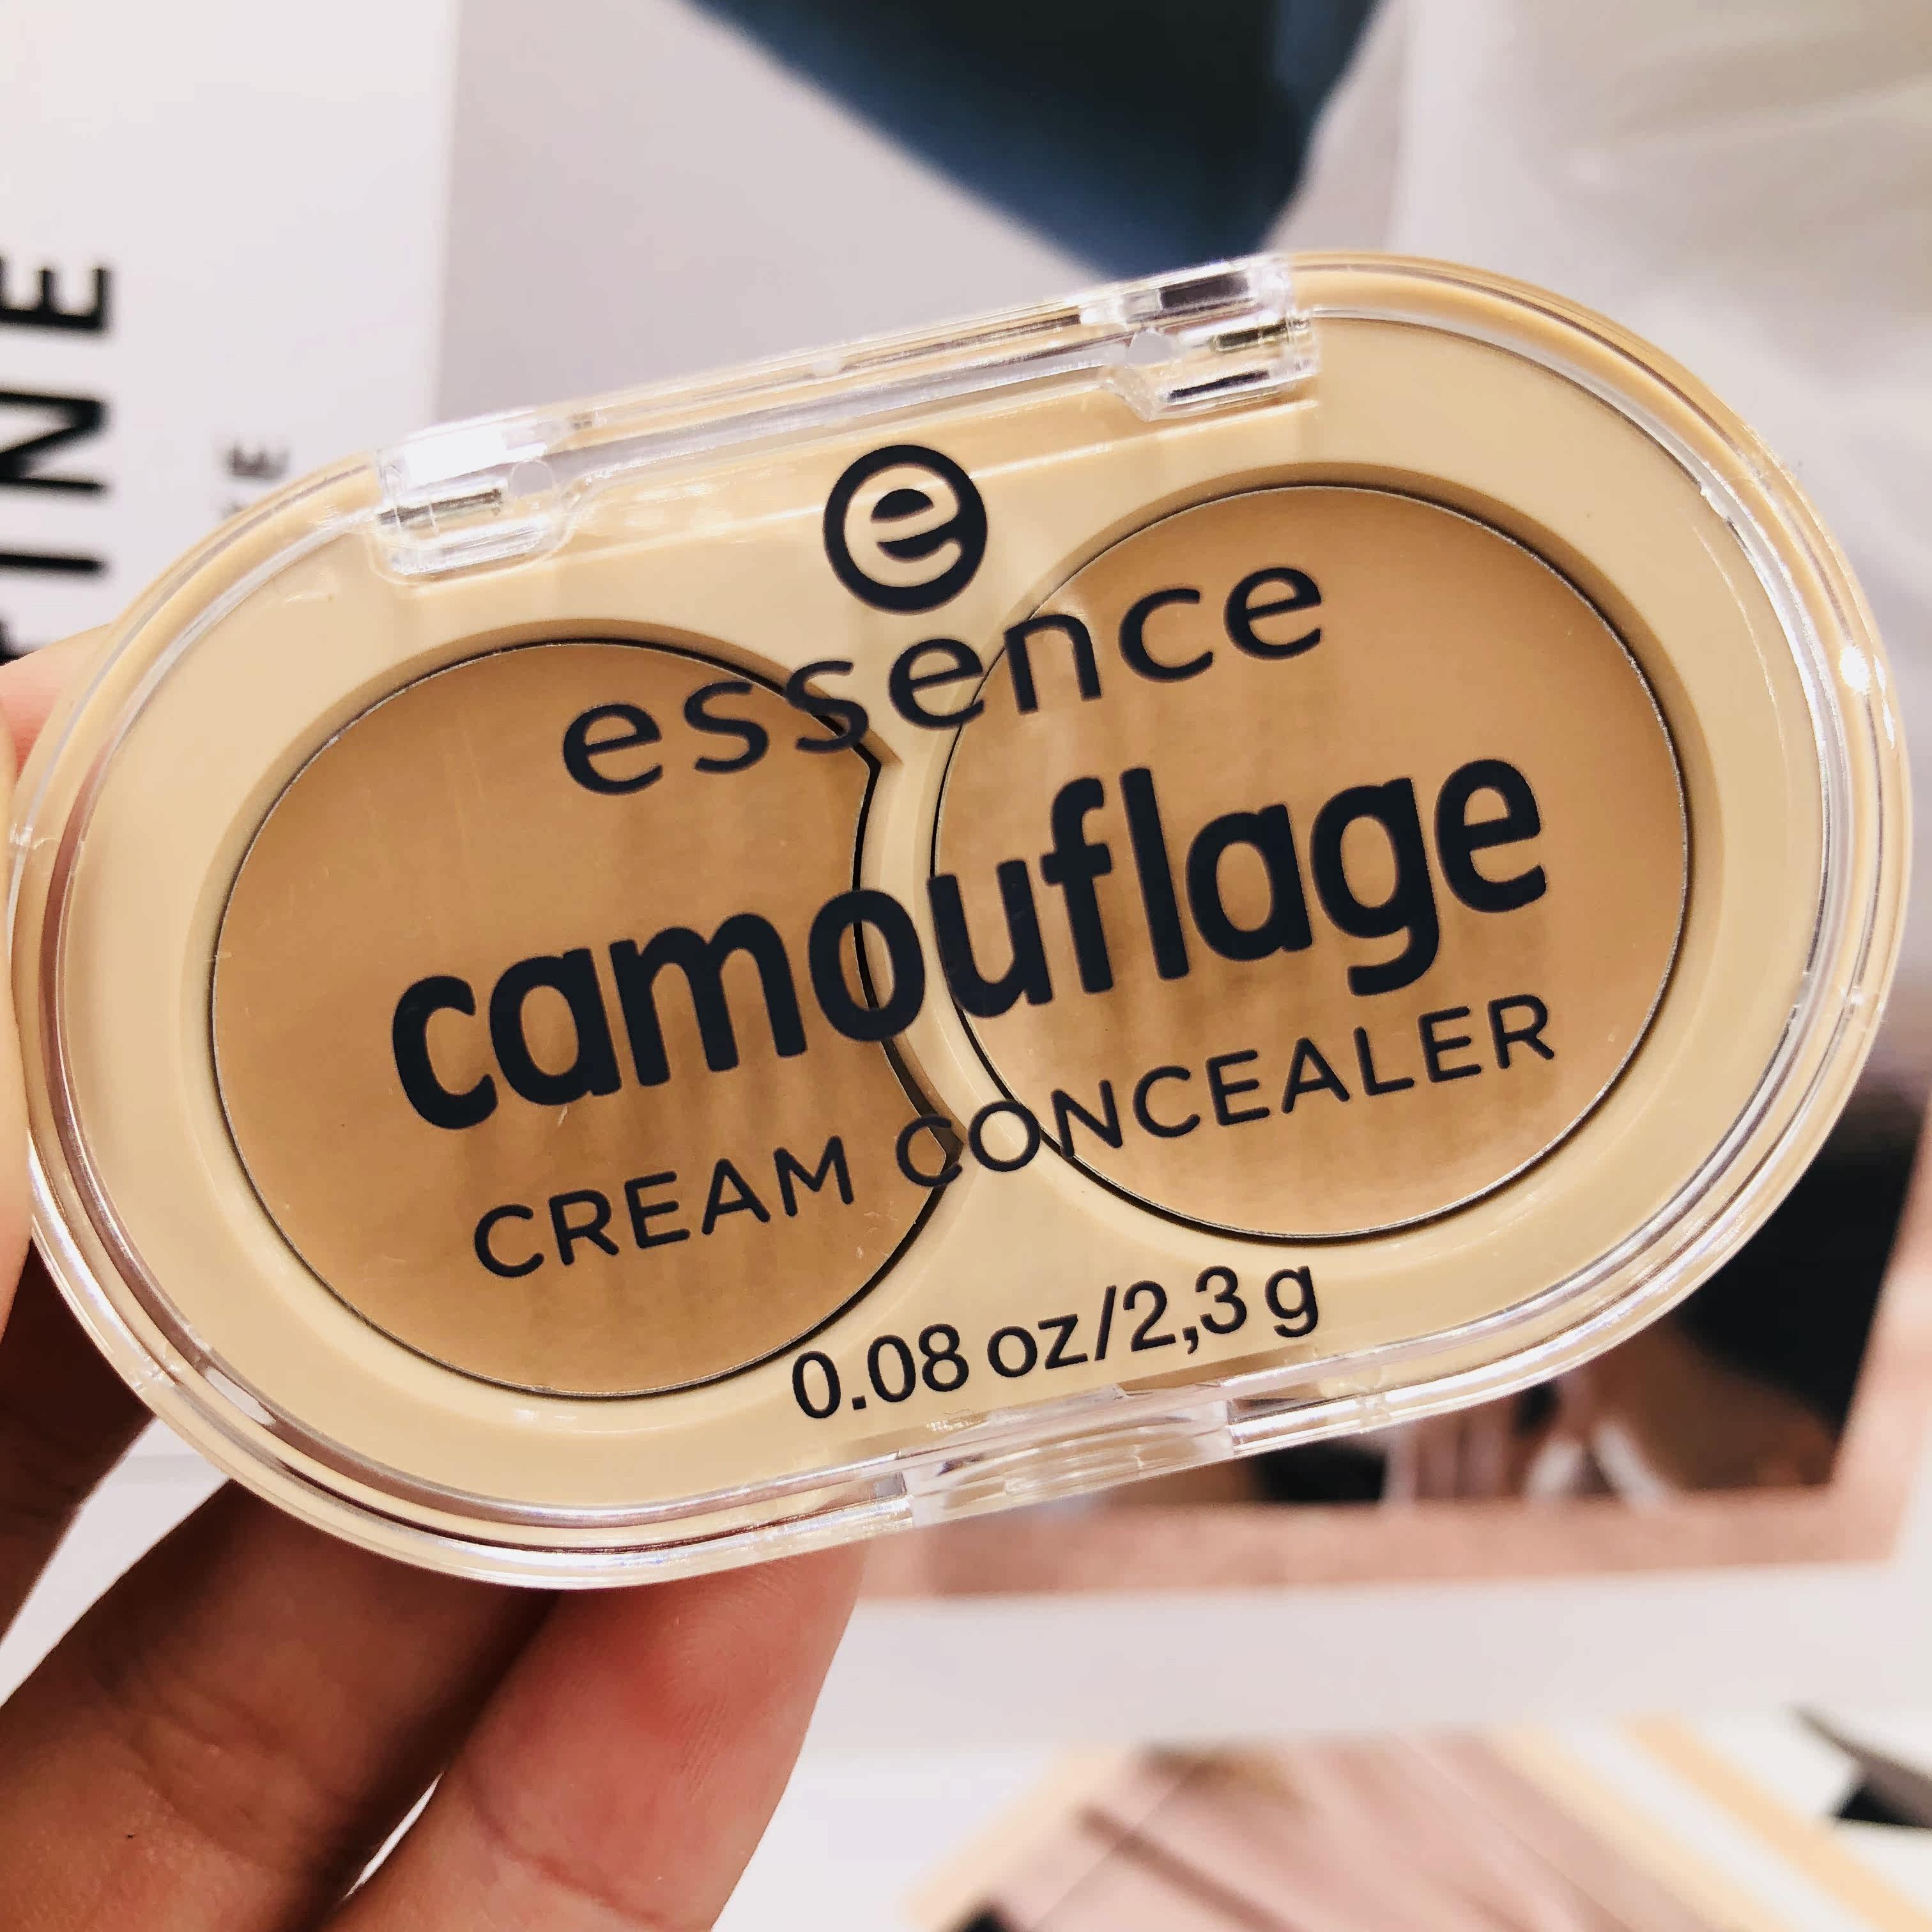 e
essence
camouflage
CREAM CONCEALER
0.08 oz/2,3 g